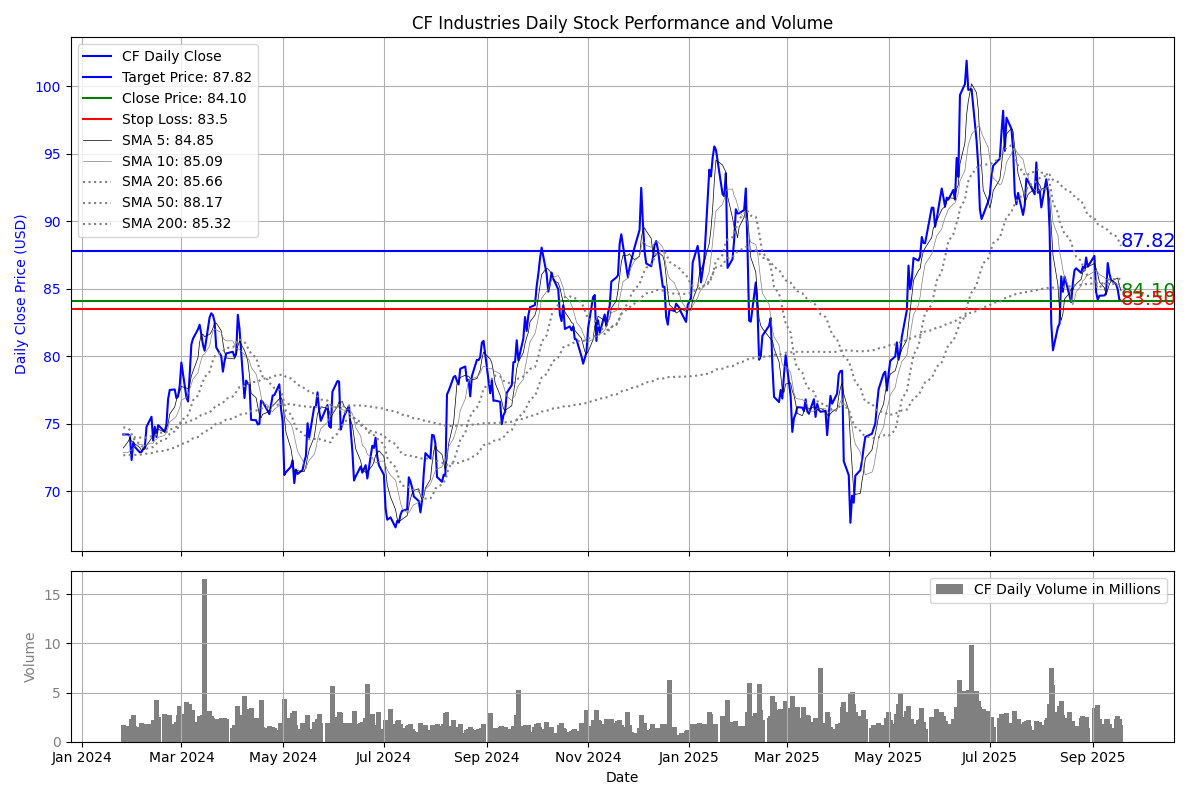 CF Industries Daily Stock Performance and Volume
CF Daily Close
Target Price: 87.82
Close Price: 84.10
Stop Loss: 83.5
SMA 5: 84.85
SMA 10: 85.09
SMA 20: 85.66
SMA 50: 88.17
SMA 200: 85.32
100
95
90
85
80
75
70
Daily Close Price (USD)
87.82
84.10
83.50
CF Daily Volume in Millions
15
10
5
0
Volume
Jan 2024
Mar 2024
May 2024
Jul 2024
Sep 2024
Nov 2024
Jan 2025
Mar 2025
May 2025
Jul 2025
Sep 2025
Date